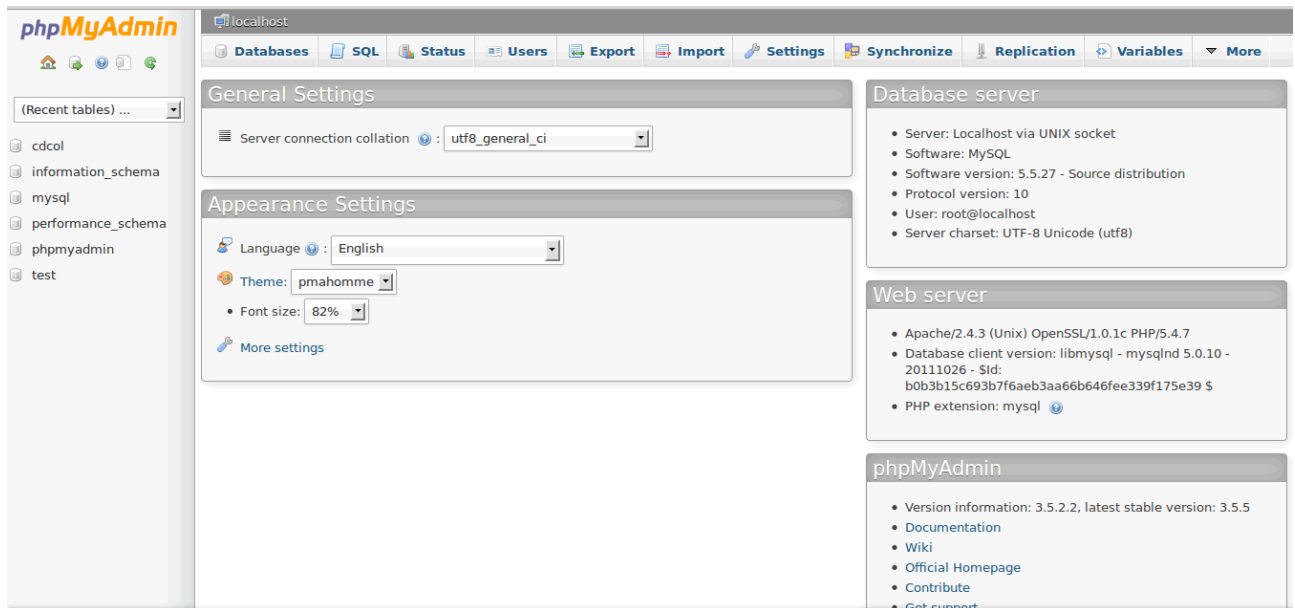 phpMyAdmin
(Recent tables) ...
cdcol
information_schema
mysql
performance_schema
phpmyadmin
test
localhost
Databases SQL Status Users Export Import Settings Synchronize Replication Variables More
General Settings
Server connection collation : utf8_general_ci
Appearance Settings
Language : English
Theme: pmahomme
Font size: 82%
More settings
Database server
Server: Localhost via UNIX socket
Software: MySQL
Software version: 5.5.27 - Source distribution
Protocol version: 10
User: root@localhost
Server charset: UTF-8 Unicode (utf8)
Web server
Apache/2.4.3 (Unix) OpenSSL/1.0.1c PHP/5.4.7
Database client version: libmysql - mysqlnd 5.0.10 -
20111026 - $Id:
b0b3b15c693b7f6aeb3aa66b646fee339f175e39 $
PHP extension: mysql
phpMyAdmin
Version information: 3.5.2.2, latest stable version: 3.5.5
Documentation
Wiki
Official Homepage
Contribute
Get support